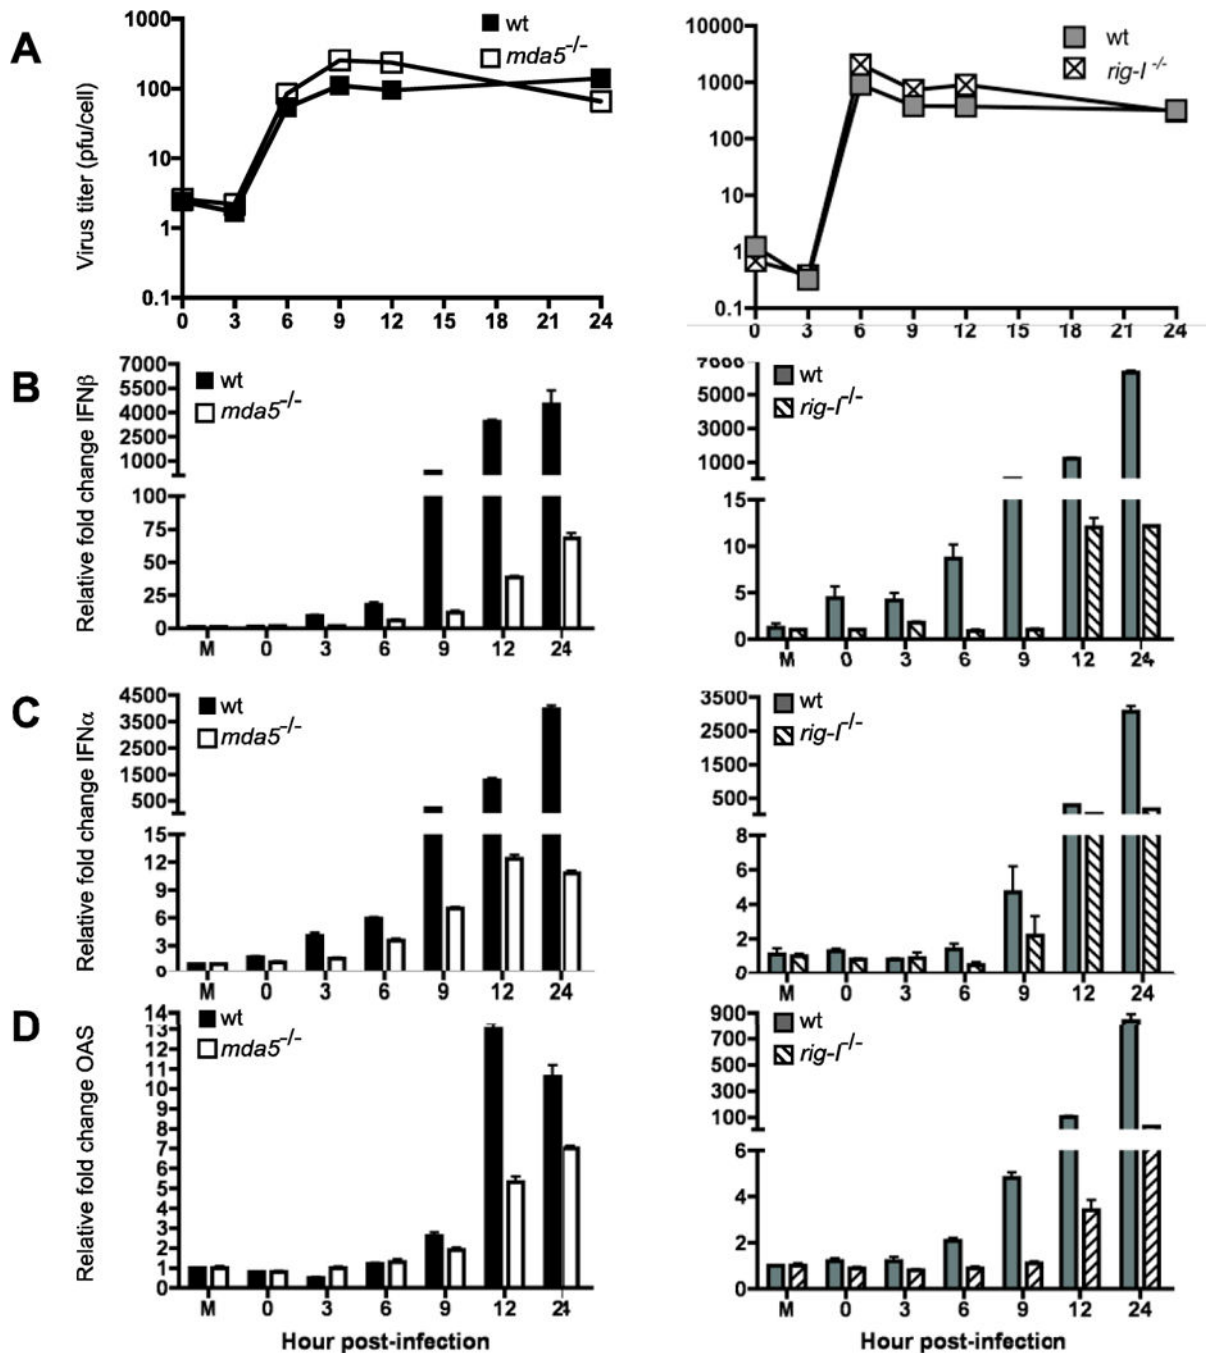 A
Virus titer (pfu/cell)
1000
100
10
1
0.1
wt
mda5-/-
0 3 6 9 12 15 18 21 24
10000
1000
100
10
1
0.1
wt
rig-I -/-
0 3 6 9 12 15 18 21 24
B
Relative fold change IFNβ
7000
5500
4000
2500
1000
100
75
50
25
0
wt
mda5-/-
M 0 3 6 9 12 24
7000
5000
3000
1000
15
10
5
0
wt
rig-I-/-
M 0 3 6 9 12 24
C
Relative fold change IFNα
4500
3500
2500
1500
500
15
12
9
6
3
0
wt
mda5-/-
M 0 3 6 9 12 24
3500
2500
1500
500
8
6
4
2
0
wt
rig-I-/-
M 0 3 6 9 12 24
D
Relative fold change OAS
14
13
12
11
10
9
8
7
6
5
4
3
2
1
0
wt
mda5-/-
M 0 3 6 9 12 24
Hour post-infection
900
700
500
300
100
6
4
2
0
wt
rig-I-/-
M 0 3 6 9 12 24
Hour post-infection